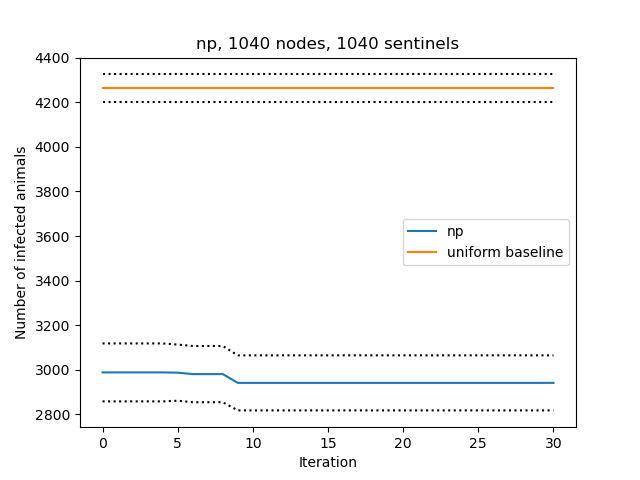 np, 1040 nodes, 1040 sentinels
Number of infected animals
4400
4200
4000
3800
3600
3400
3200
3000
2800
np
uniform baseline
0 5 10 15 20 25 30
Iteration